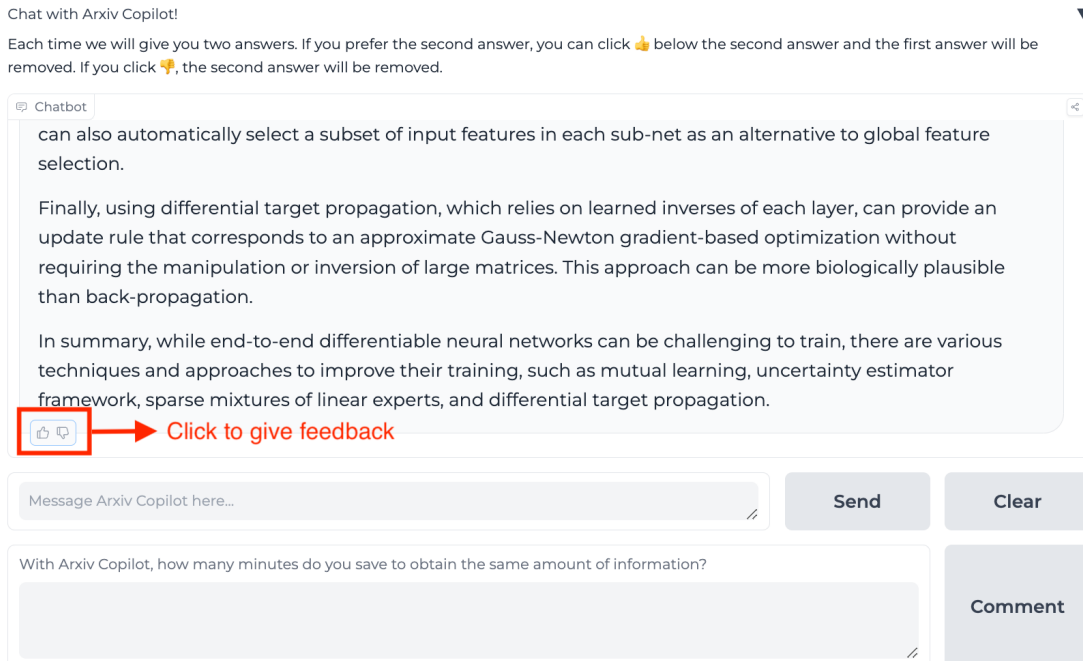 Chat with Arxiv Copilot!
Each time we will give you two answers. If you prefer the second answer, you can click 👍 below the second answer and the first answer will be
removed. If you click 👎, the second answer will be removed.
Chatbot
can also automatically select a subset of input features in each sub-net as an alternative to global feature
selection.
Finally, using differential target propagation, which relies on learned inverses of each layer, can provide an
update rule that corresponds to an approximate Gauss-Newton gradient-based optimization without
requiring the manipulation or inversion of large matrices. This approach can be more biologically plausible
than back-propagation.
In summary, while end-to-end differentiable neural networks can be challenging to train, there are various
techniques and approaches to improve their training, such as mutual learning, uncertainty estimator
framework, sparse mixtures of linear experts, and differential target propagation.
Click to give feedback
Message Arxiv Copilot here...
Send
Clear
With Arxiv Copilot, how many minutes do you save to obtain the same amount of information?
Comment